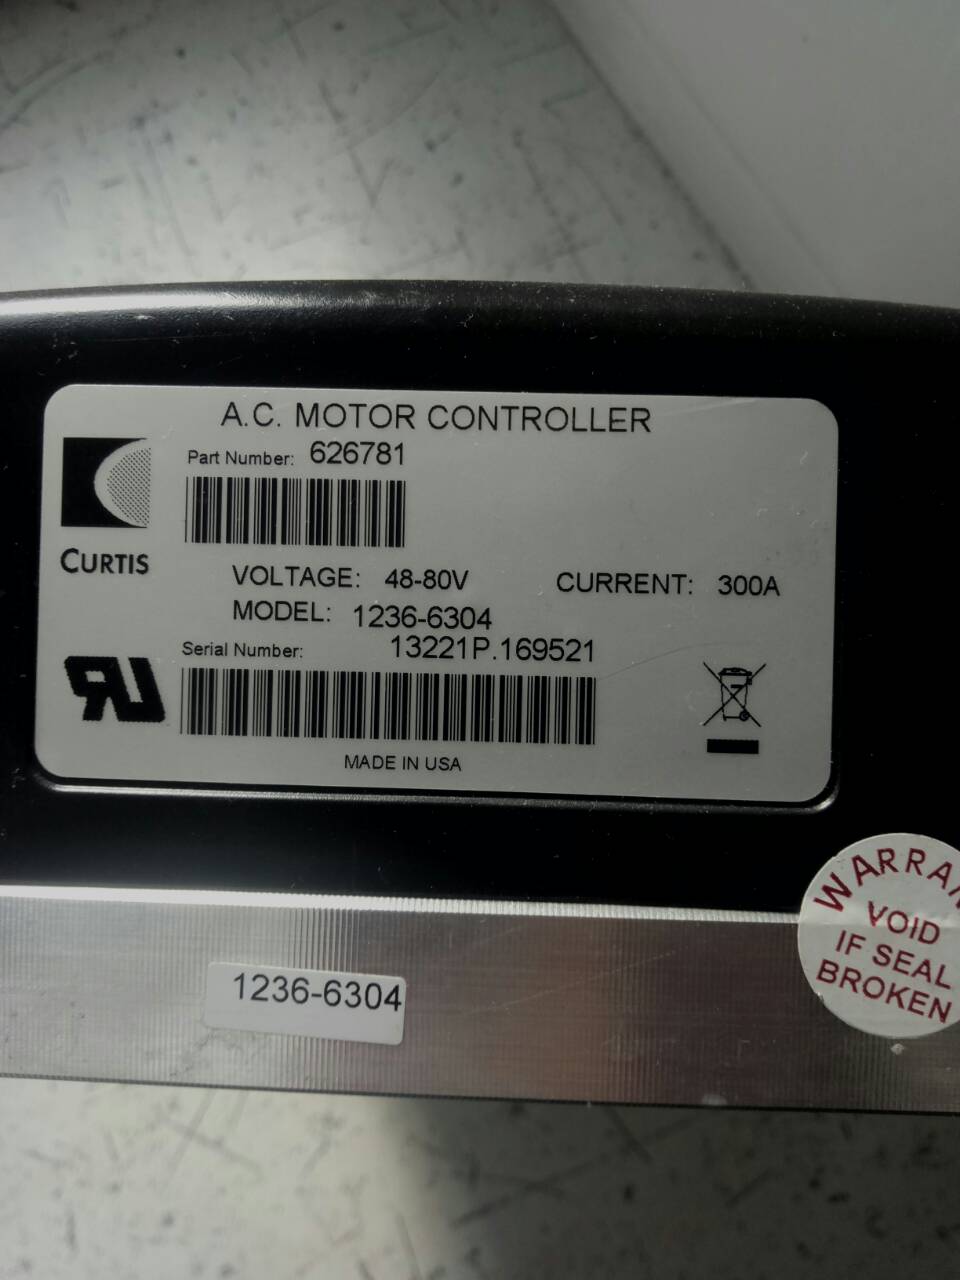 A.C. MOTOR CONTROLLER
Part Number: 626781
CURTIS
VOLTAGE: 48-80V CURRENT: 300A
MODEL: 1236-6304
Serial Number: 13221P.169521
MADE IN USA
WARRAN
VOID
IF SEAL
BROKEN
1236-6304